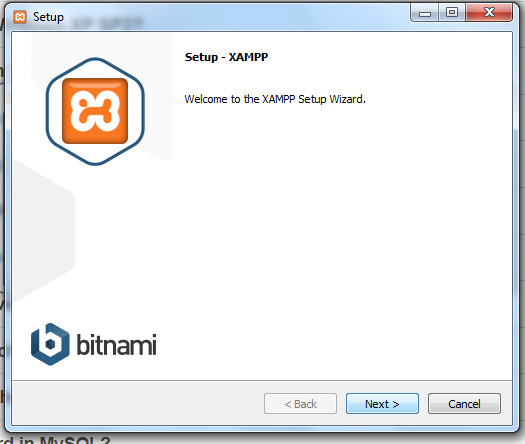 Setup
Setup - XAMPP
Welcome to the XAMPP Setup Wizard.
bitnami
< Back
Next >
Cancel
rd in MySQL?